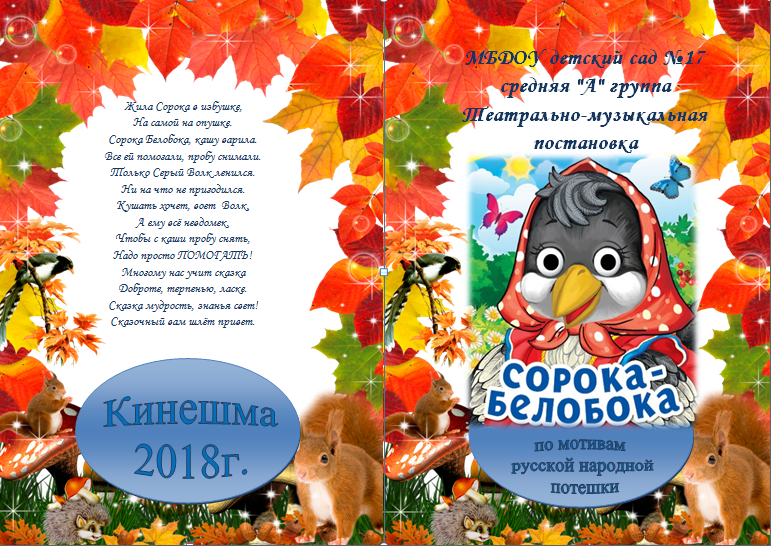 Жила Сорока в избушке,
На самой на опушке.
Сорока Белобока, кашу варила.
Все ей помогали, пробу снимали.
Только Серый Волк ленился.
Ни на что не пригодился.
Кушать хочет, воет Волк,
А ему всё невдомек,
Чтобы с каши пробу снять,
Надо просто ПОМОГАТЬ!
Многому нас учит сказка
Доброте, терпенью, ласке.
Сказка мудрость, знанья свет!
Сказочный вам шлёт привет.
Кинешма
2018г.
МБДОУ детский сад №17
средняя "А" группа
Театрально-музыкальная
постановка
СОРОКА-
БЕЛОБОКА
по мотивам
русской народной
потешки